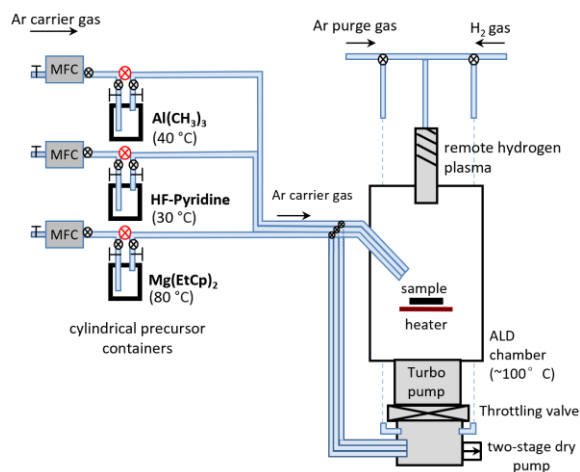 Ar carrier gas
Ar purge gas
H₂ gas
MFC
Al(CH₃)₃
(40 °C)
remote hydrogen
plasma
MFC
HF-Pyridine
(30 °C)
Ar carrier gas
MFC
Mg(EtCp)₂
(80 °C)
sample
heater
cylindrical precursor
containers
ALD
chamber
(~100° C)
Turbo
pump
Throttling valve
two-stage dry
pump